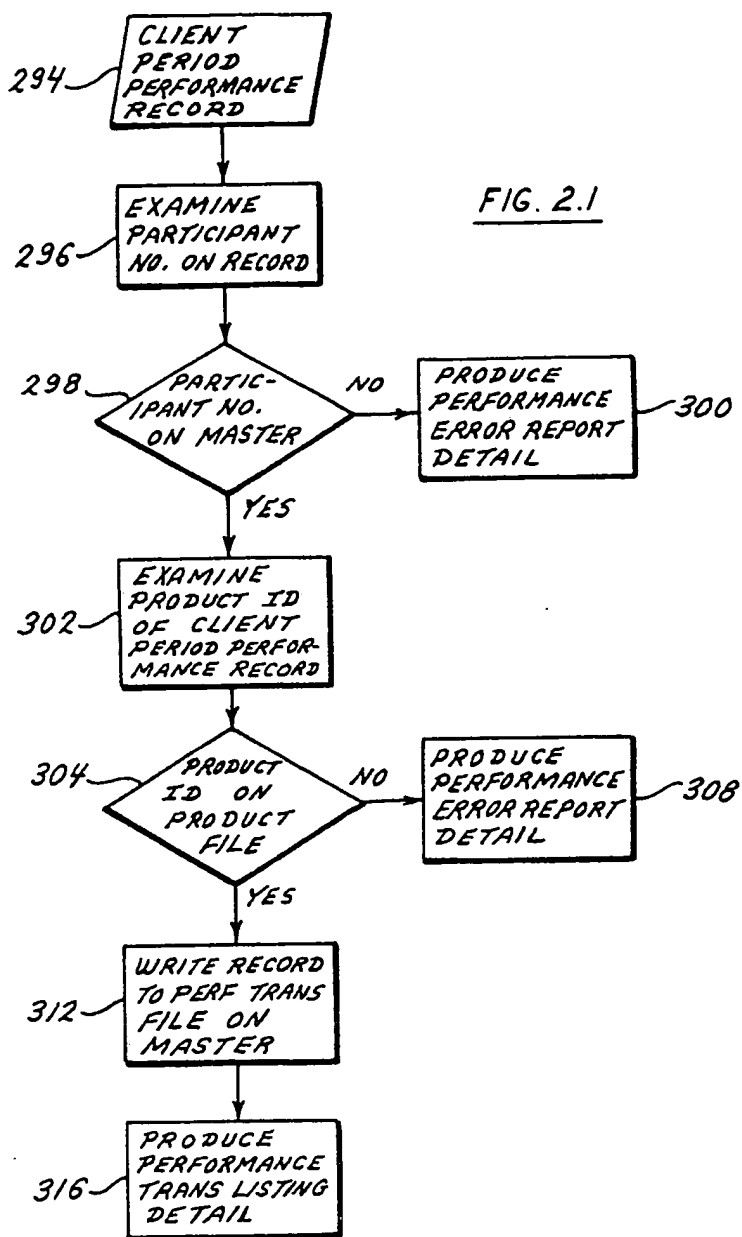 CLIENT
PERIOD
PERFORMANCE
RECORD
294
FIG. 2.1
EXAMINE
PARTICIPANT
NO. ON RECORD
296
298
PARTIC-
IPANT NO.
ON MASTER
NO
PRODUCE
PERFORMANCE
ERROR REPORT
DETAIL
300
YES
EXAMINE
PRODUCT ID
OF CLIENT
PERIOD PERFOR-
MANCE RECORD
302
304
PRODUCT
ID ON
PRODUCT
FILE
NO
PRODUCE
PERFORMANCE
ERROR REPORT
DETAIL
308
YES
WRITE RECORD
TO PERF TRANS
FILE ON
MASTER
312
PRODUCE
PERFORMANCE
TRANS LISTING
DETAIL
316